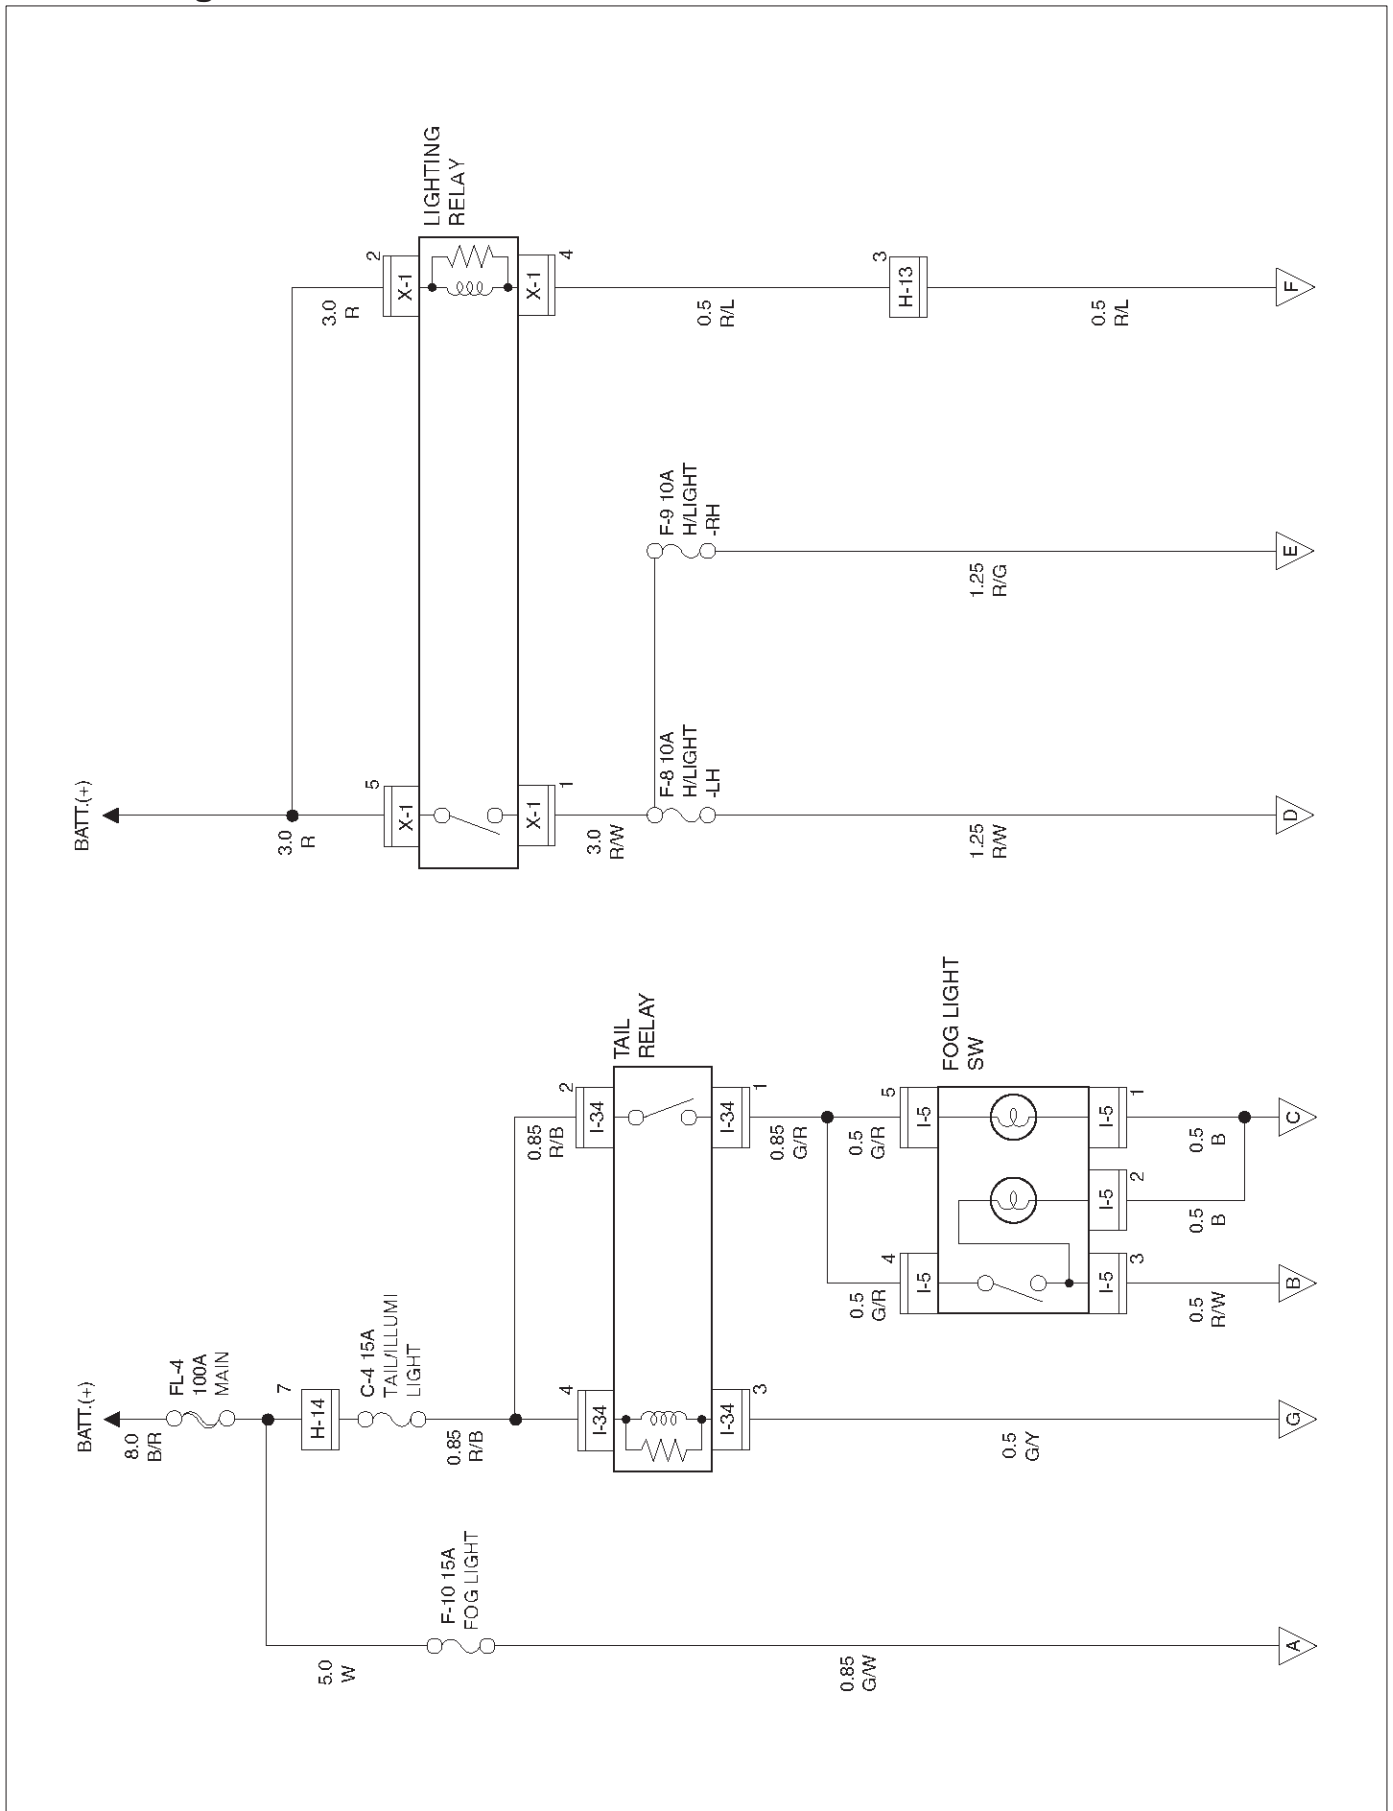 BATT.(+)
3.0
R
3.0
R
5
X-1
2
X-1
LIGHTING
RELAY
X-1
1
X-1
4
3.0
R/W
F-8 10A
H/LIGHT
-LH
F-9 10A
H/LIGHT
-RH
0.5
R/L
3
H-13
0.5
R/L
1.25
R/W
1.25
R/G
D
E
F
BATT.(+)
8.0
B/R
FL-4
100A
MAIN
7
H-14
C-4 15A
TAIL/ILLUMI
LIGHT
0.85
R/B
5.0
W
F-10 15A
FOG LIGHT
0.85
R/B
4
I-34
2
I-34
TAIL
RELAY
I-34
3
I-34
1
0.85
G/R
0.5
G/R
0.5
G/R
4
I-5
5
I-5
FOG LIGHT
SW
I-5
3
I-5
2
I-5
1
0.85
G/W
0.5
G/Y
0.5
R/W
0.5
B
0.5
B
A
G
B
C